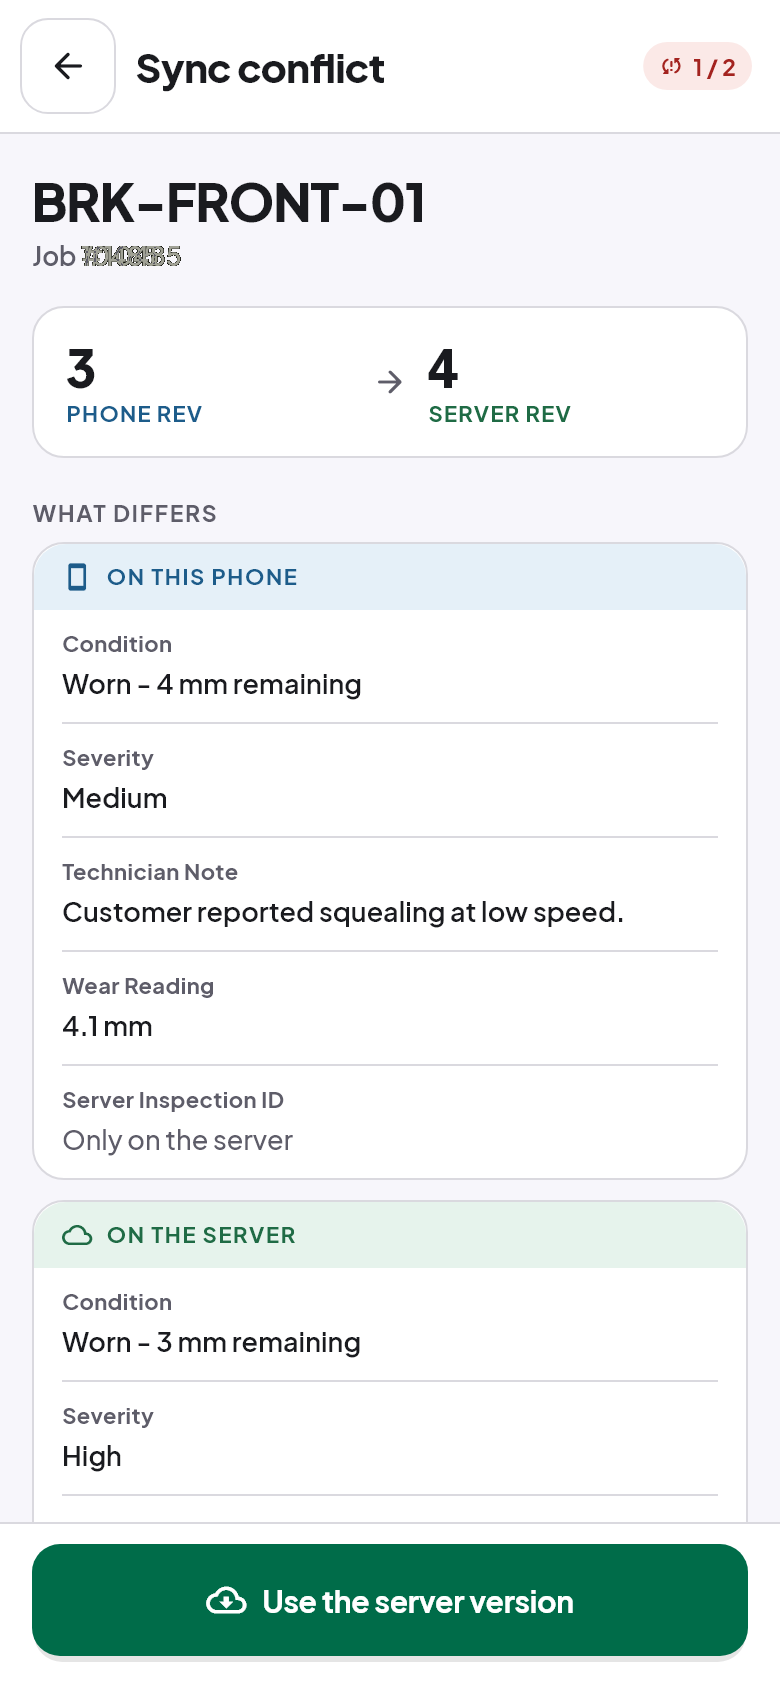 Sync conflict
1 / 2
BRK-FRONT-01
Job
3
4
PHONE REV
SERVER REV
WHAT DIFFERS
ON THIS PHONE
Condition
Worn - 4 mm remaining
Severity
Medium
Technician Note
Customer reported squealing at low speed.
Wear Reading
4.1 mm
Server Inspection ID
Only on the server
ON THE SERVER
Condition
Worn - 3 mm remaining
Severity
High
Use the server version